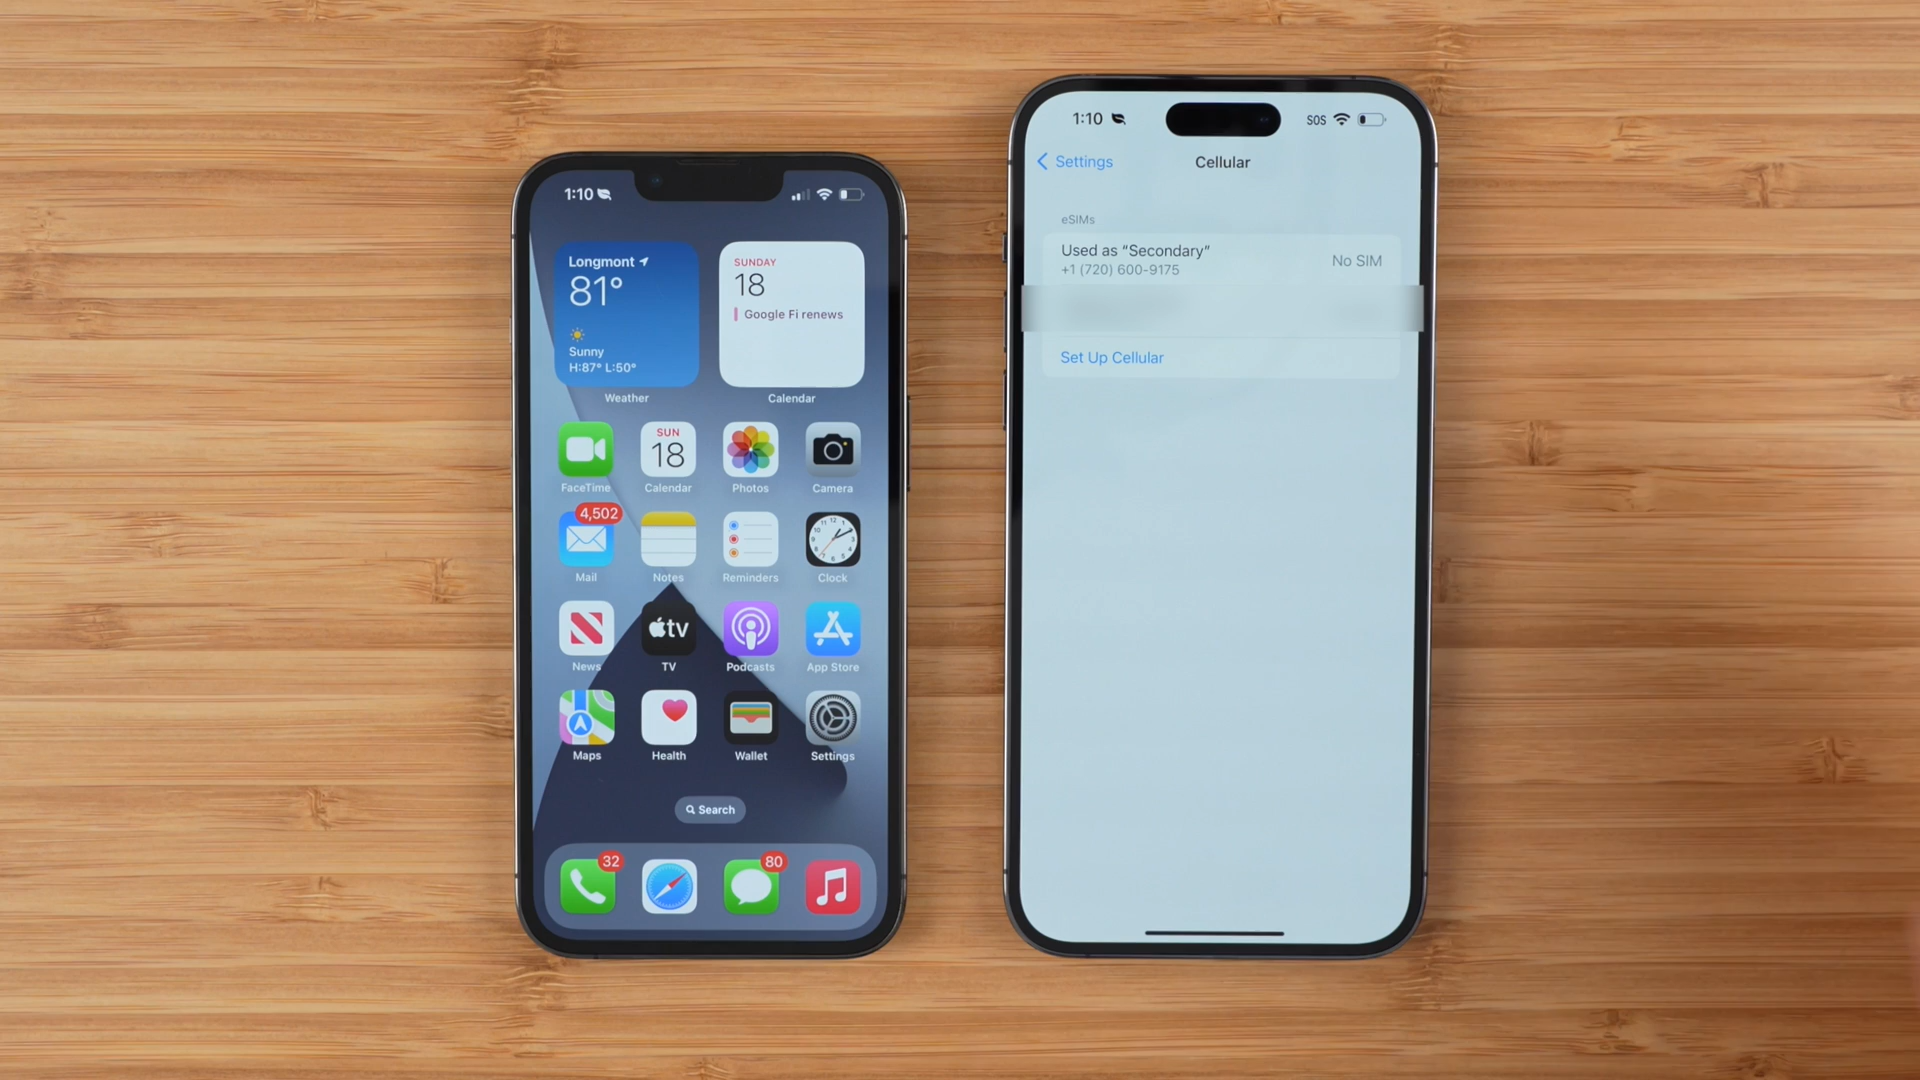 1:10
Longmont
81°
Sunny
H:87° L:50°
Weather
SUNDAY
18
Google Fi renews
Calendar
FaceTime
SUN
18
Calendar
Photos
Camera
4,502
Mail
Notes
Reminders
Clock
News
tv
TV
Podcasts
App Store
Maps
Health
Wallet
Settings
Search
32
80
1:10
SOS
Settings
Cellular
eSIMs
Used as “Secondary”
+1 (720) 600-9175
No SIM
Set Up Cellular